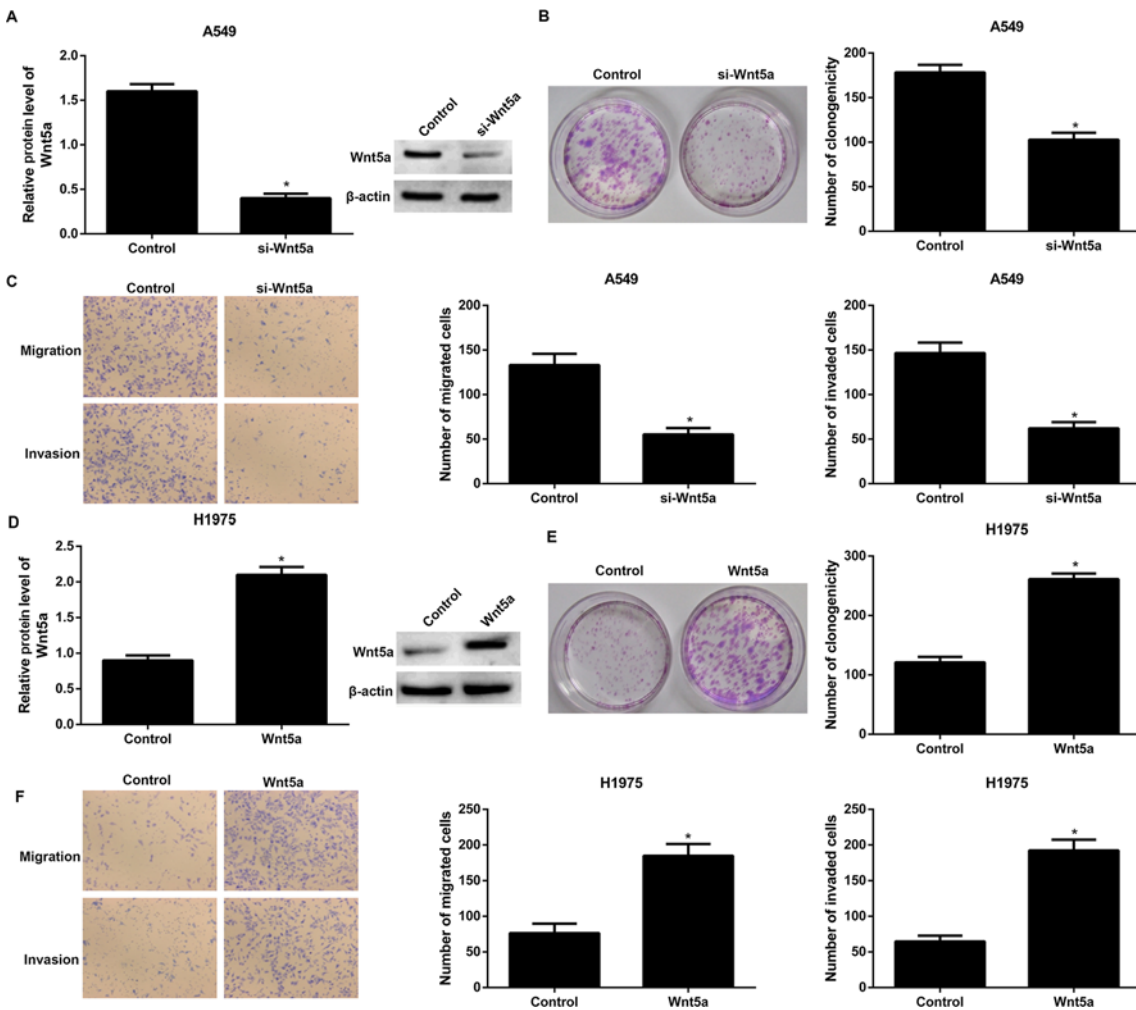 A
A549
Relative protein level of
Wnt5a
2.0
1.5
1.0
0.5
0.0
*
Control
si-Wnt5a
Control
si-Wnt5a
Wnt5a
β-actin
B
Control
si-Wnt5a
A549
Number of clonogenicity
200
150
100
50
0
*
Control
si-Wnt5a
C
Control
si-Wnt5a
Migration
Invasion
A549
Number of migrated cells
200
150
100
50
0
*
Control
si-Wnt5a
A549
Number of invaded cells
200
150
100
50
0
*
Control
si-Wnt5a
D
H1975
Relative protein level of
Wnt5a
2.5
2.0
1.5
1.0
0.5
0.0
*
Control
Wnt5a
Control
Wnt5a
Wnt5a
β-actin
E
Control
Wnt5a
H1975
Number of clonogenicity
300
200
100
0
*
Control
Wnt5a
F
Control
Wnt5a
Migration
Invasion
H1975
Number of migrated cells
250
200
150
100
50
0
*
Control
Wnt5a
H1975
Number of invaded cells
250
200
150
100
50
0
*
Control
Wnt5a